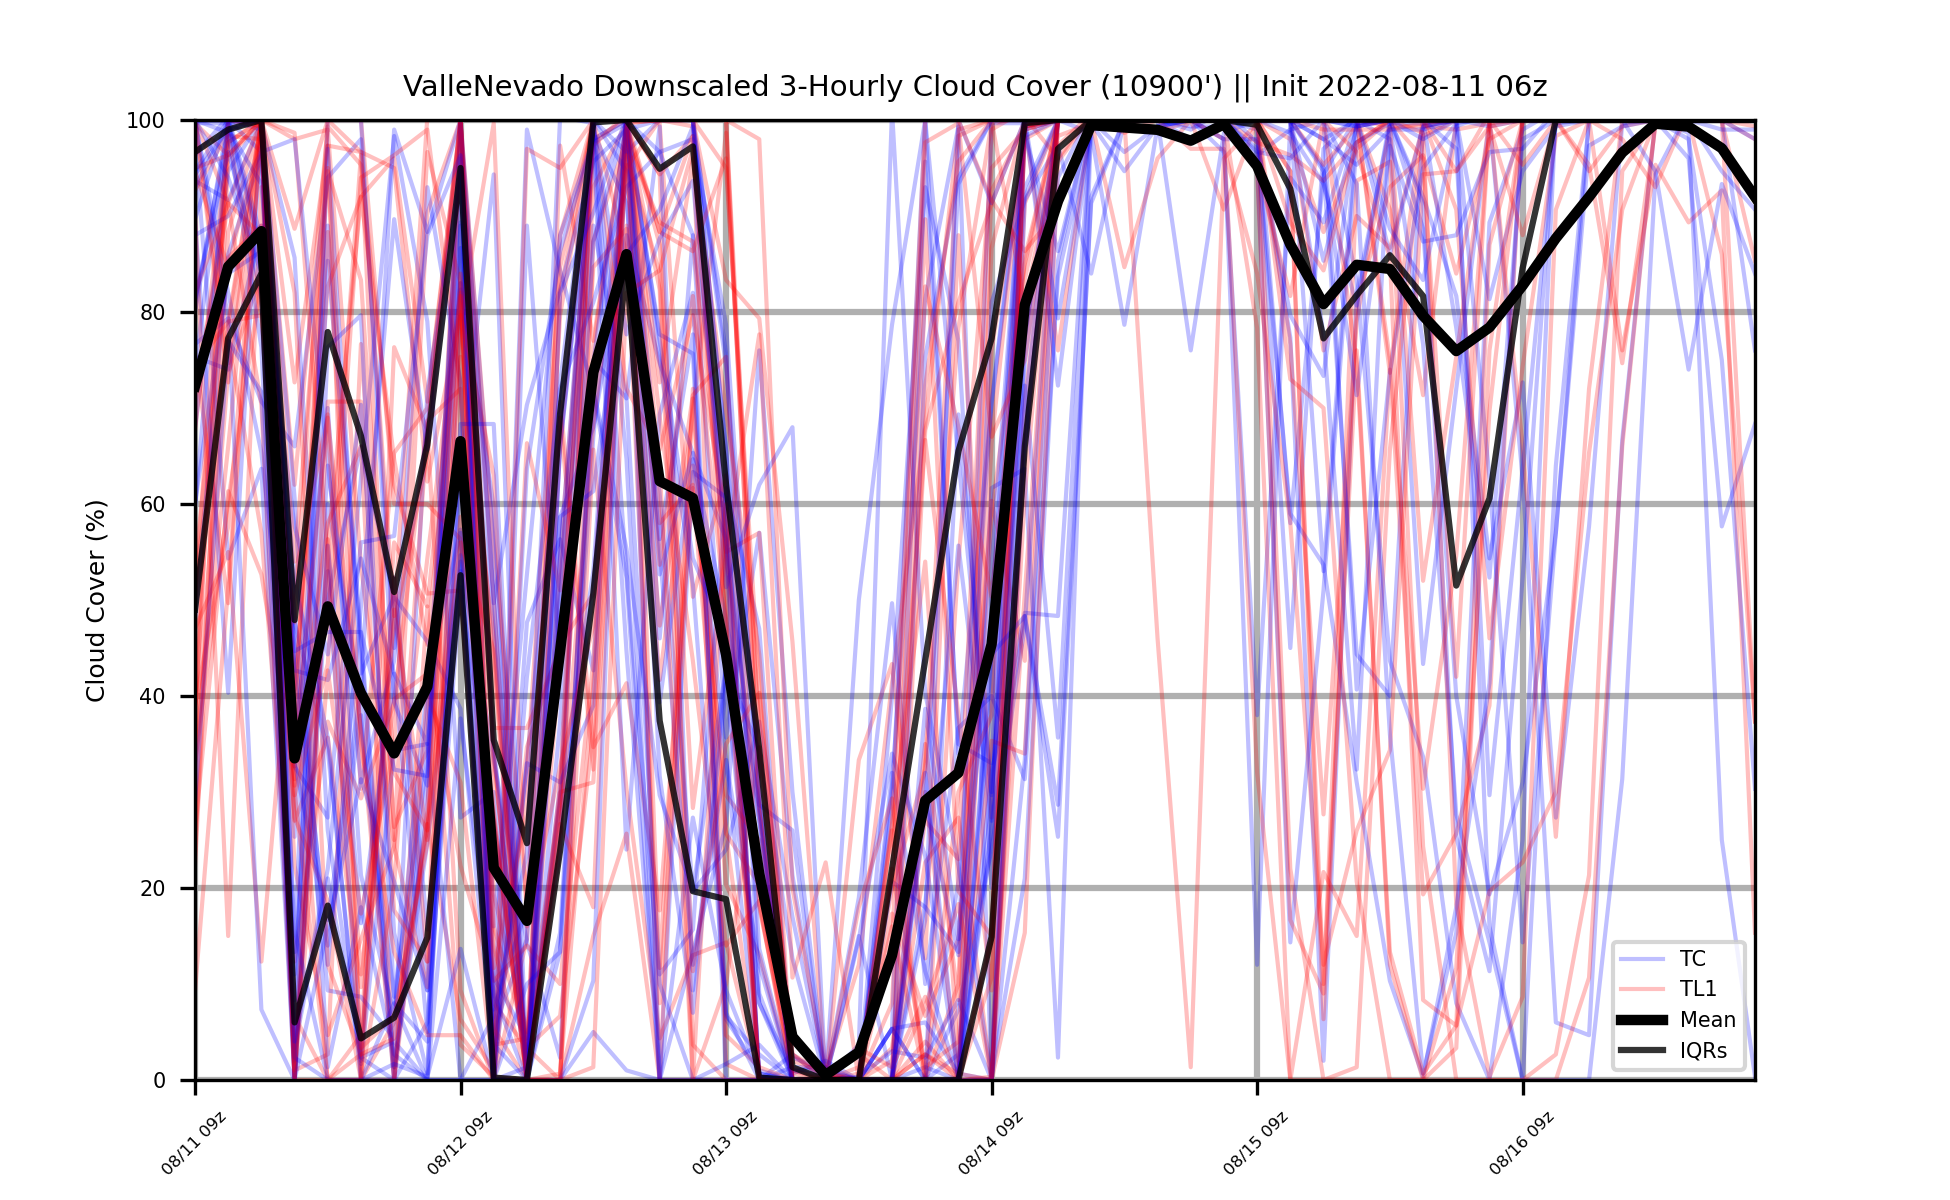 ValleNevado Downscaled 3-Hourly Cloud Cover (10900') || Init 2022-08-11 06z
Cloud Cover (%)
100
80
60
40
20
0
08/11 09z
08/12 09z
08/13 09z
08/14 09z
08/15 09z
08/16 09z
TC
TL1
Mean
IQRs